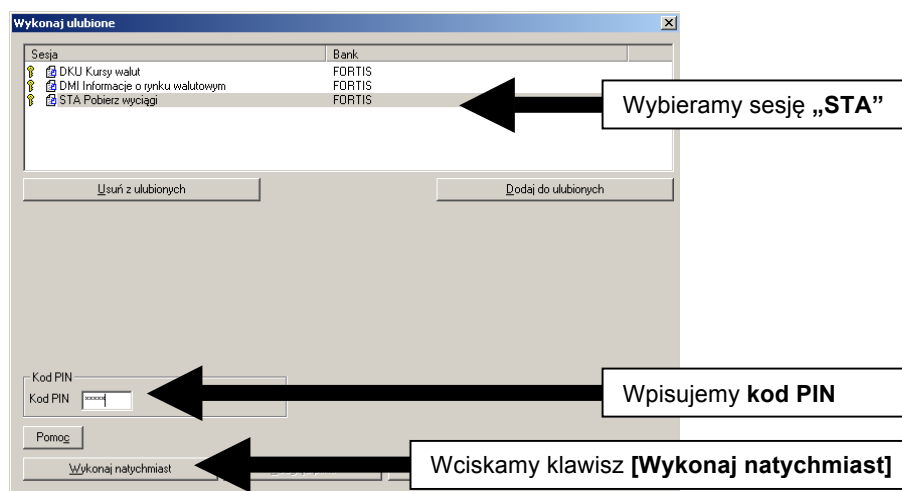 Wykonaj ulubione
Sesja Bank
DKU Kursy walut FORTIS
DMI Informacje o rynku walutowym FORTIS
STA Pobierz wyciągi FORTIS
Wybieramy sesję „STA”
Usuń z ulubionych Dodaj do ulubionych
Kod PIN
Kod PIN
Wpisujemy kod PIN
Pomoc
Wykonaj natychmiast
Wciskamy klawisz [Wykonaj natychmiast]